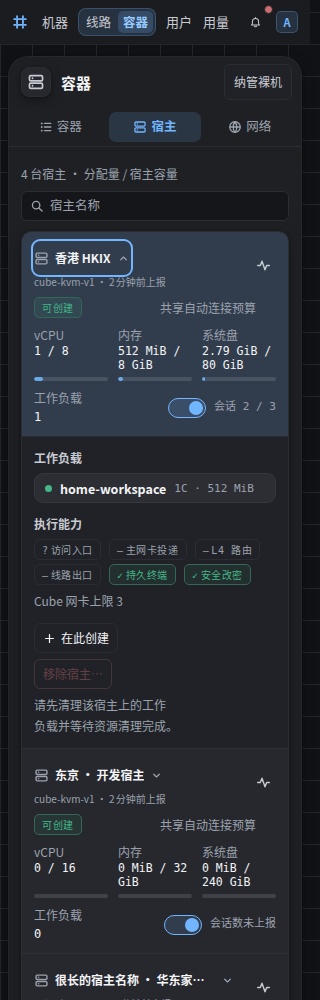 机器 线路 容器 用户 用量 A
容器 纳管裸机
容器 宿主 网络
4 台宿主 · 分配量 / 宿主容量
宿主名称
香港 HKIX
cube-kvm-v1 · 2分钟前上报
可创建 共享自动连接预算
vCPU 内存 系统盘
1 / 8 512 MiB / 2.79 GiB /
8 GiB 80 GiB
工作负载
1 会话 2 / 3
工作负载
home-workspace 1C · 512 MiB
执行能力
? 访问入口 — 主网卡投递 — L4 路由
— 线路出口 ✓ 持久终端 ✓ 安全改密
Cube 网卡上限 3
+ 在此创建
移除宿主…
请先清理该宿主上的工作
负载并等待资源清理完成。
东京 · 开发宿主
cube-kvm-v1 · 2分钟前上报
可创建 共享自动连接预算
vCPU 内存 系统盘
0 / 16 0 MiB / 32 0 MiB /
GiB 240 GiB
工作负载
0 会话数未上报
很长的宿主名称 · 华东家…